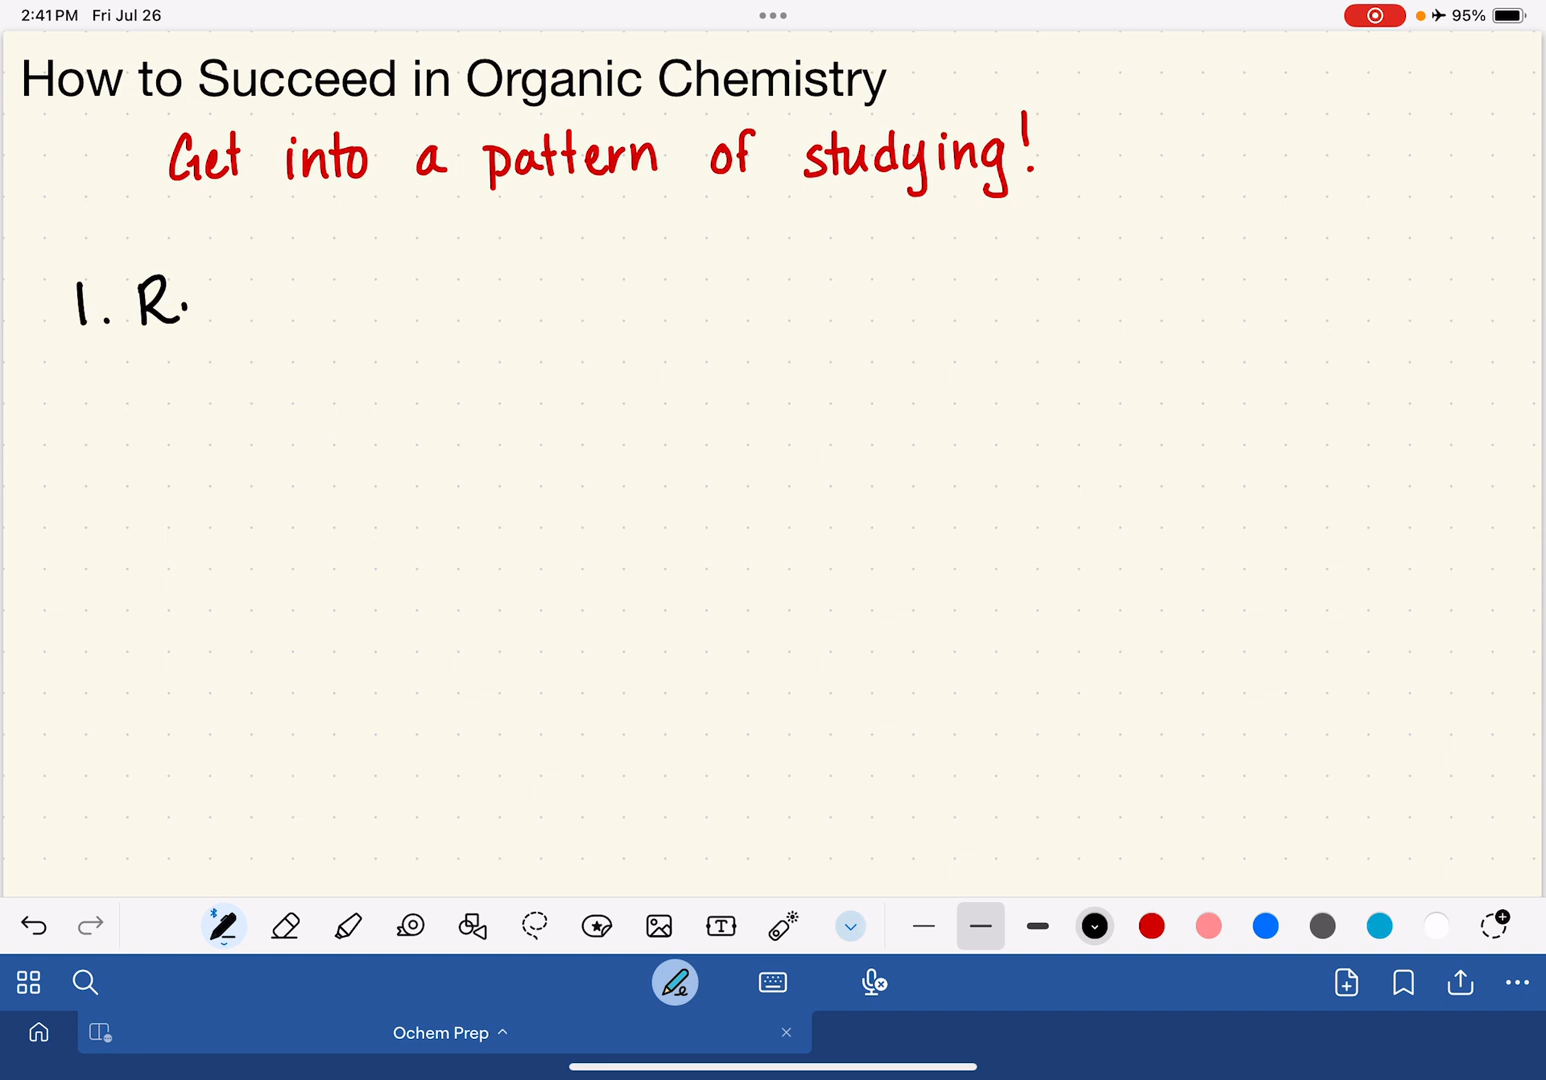 2:41 PM Fri Jul 26
95%
How to Succeed in Organic Chemistry
Get into a pattern of studying!
1. R.
Ochem Prep